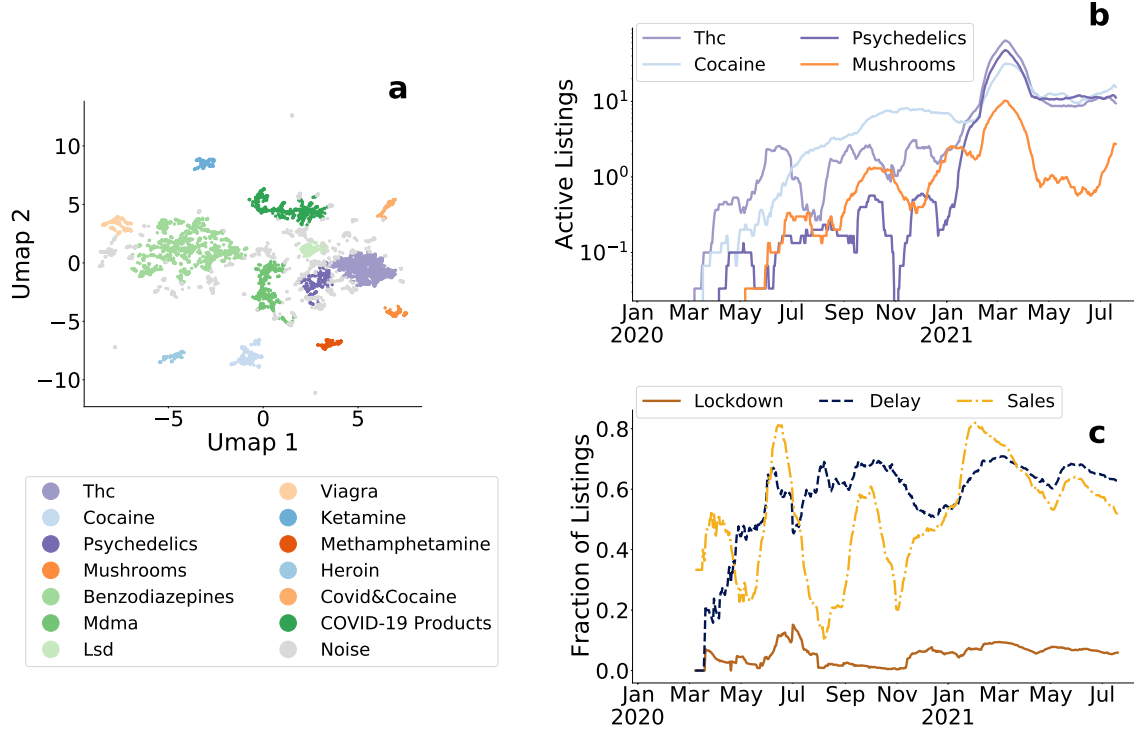 a
10
5
0
−5
−10
Umap 2
−5 0 5
Umap 1
Thc
Cocaine
Psychedelics
Mushrooms
Benzodiazepines
Mdma
Lsd
Viagra
Ketamine
Methamphetamine
Heroin
Covid&Cocaine
COVID-19 Products
Noise
b
Thc
Cocaine
Psychedelics
Mushrooms
Active Listings
10¹
10⁰
10⁻¹
Jan Mar May Jul Sep Nov Jan Mar May Jul
2020 2021
Lockdown Delay Sales
c
Fraction of Listings
0.8
0.6
0.4
0.2
0.0
Jan Mar May Jul Sep Nov Jan Mar May Jul
2020 2021